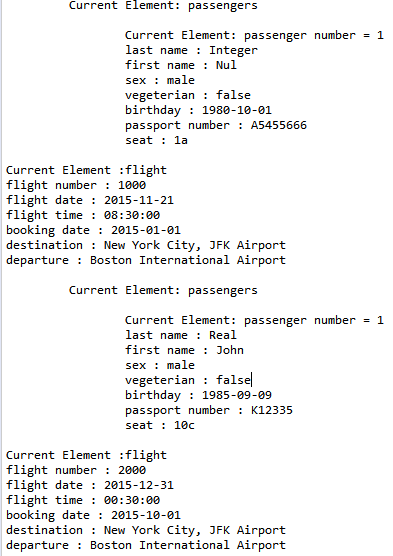 Current Element: passengers
Current Element: passenger number = 1
last name : Integer
first name : Nul
sex : male
vegeterian : false
birthday : 1980-10-01
passport number : A5455666
seat : 1a
Current Element :flight
flight number : 1000
flight date : 2015-11-21
flight time : 08:30:00
booking date : 2015-01-01
destination : New York City, JFK Airport
departure : Boston International Airport
Current Element: passengers
Current Element: passenger number = 1
last name : Real
first name : John
sex : male
vegeterian : false
birthday : 1985-09-09
passport number : K12335
seat : 10c
Current Element :flight
flight number : 2000
flight date : 2015-12-31
flight time : 00:30:00
booking date : 2015-10-01
destination : New York City, JFK Airport
departure : Boston International Airport